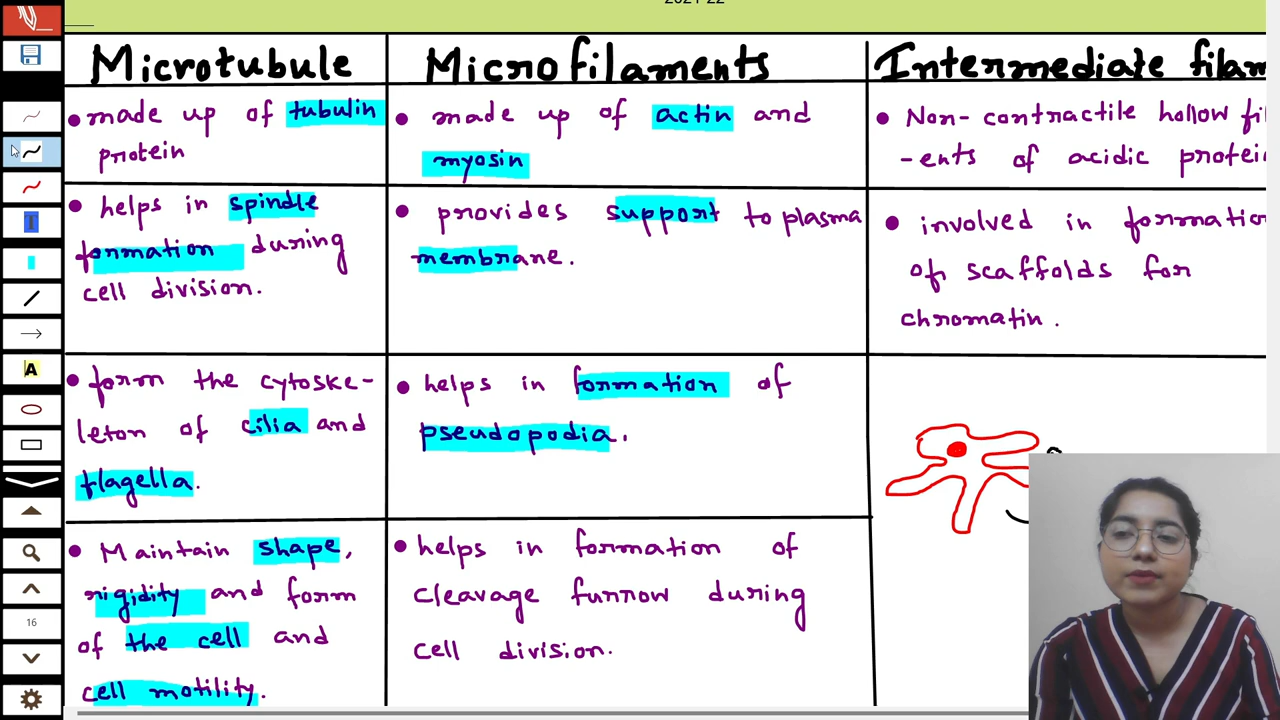 2021-22
Microtubule
Microfilaments
Intermediate filam
• made up of tubulin
protein
• made up of actin and
myosin
• Non-contractile hollow fil
-ents of acidic protei
• helps in spindle
formation during
cell division.
• provides support to plasma
membrane.
• involved in formatio
of scaffolds for
chromatin.
• form the cytoske-
leton of cilia and
flagella.
• helps in formation of
pseudopodia.
• Maintain shape,
rigidity and form
of the cell and
cell motility.
• helps in formation of
cleavage furrow during
cell division.
T
A
16